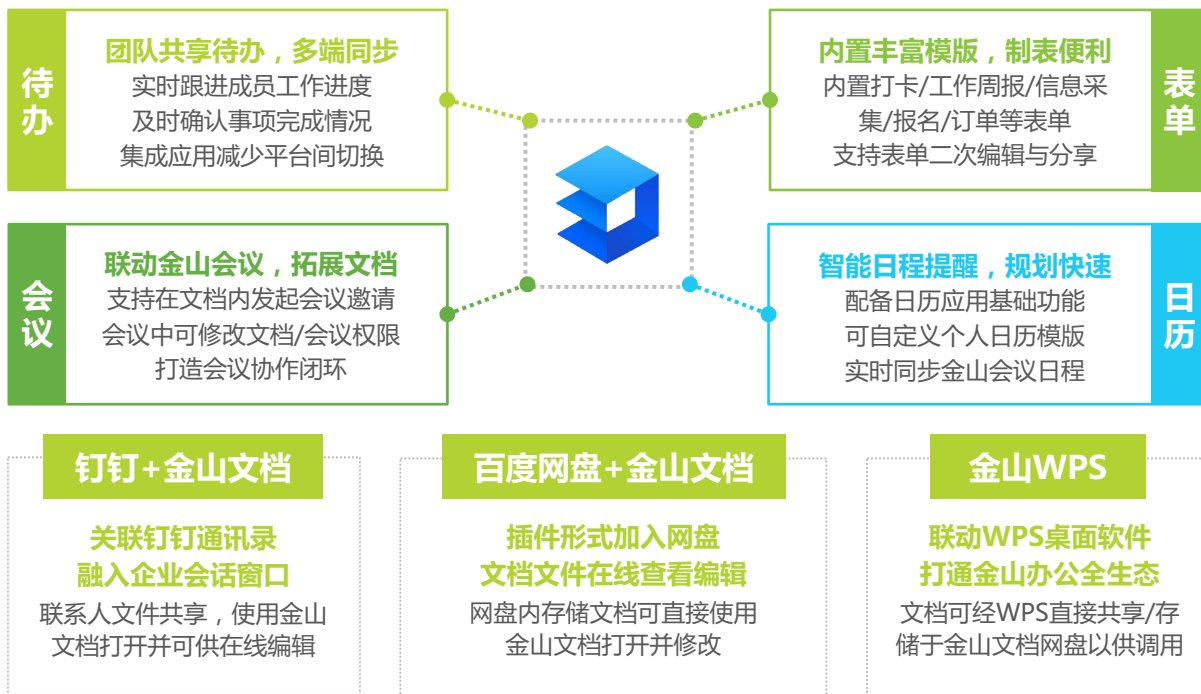 待办
团队共享待办，多端同步
实时跟进成员工作进度
及时确认事项完成情况
集成应用减少平台间切换
内置丰富模版，制表便利
内置打卡/工作周报/信息采
集/报名/订单等表单
支持表单二次编辑与分享
表单
会议
联动金山会议，拓展文档
支持在文档内发起会议邀请
会议中可修改文档/会议权限
打造会议协作闭环
智能日程提醒，规划快速
配备日历应用基础功能
可自定义个人日历模版
实时同步金山会议日程
日历
钉钉+金山文档
关联钉钉通讯录
融入企业会话窗口
联系人文件共享，使用金山
文档打开并可供在线编辑
百度网盘+金山文档
插件形式加入网盘
文档文件在线查看编辑
网盘内存储文档可直接使用
金山文档打开并修改
金山WPS
联动WPS桌面软件
打通金山办公全生态
文档可经WPS直接共享/存
储于金山文档网盘以供调用